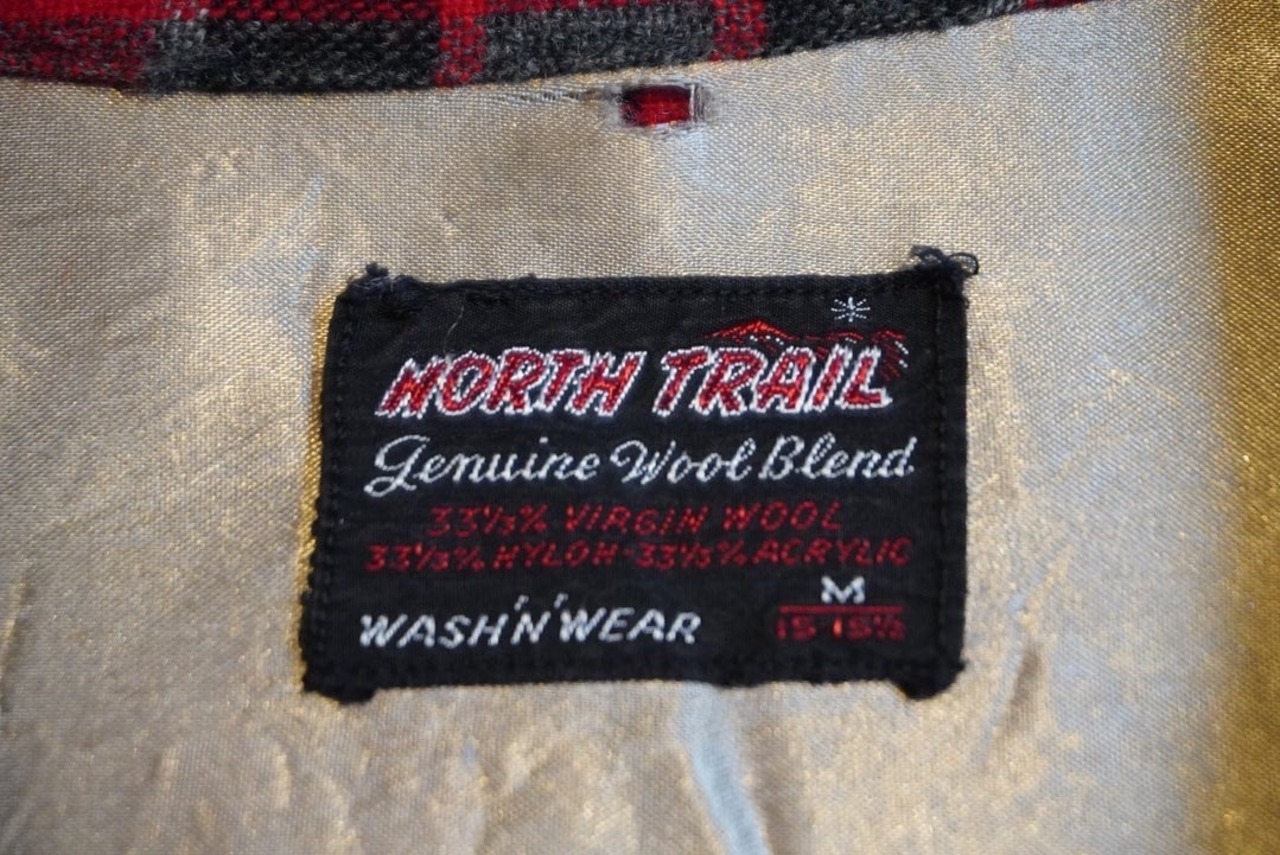 NORTH TRAIL
Genuine Wool Blend
33⅓% VIRGIN WOOL
33⅓% NYLON-33⅓% ACRYLIC
M
WASH'N'WEAR 15-15½